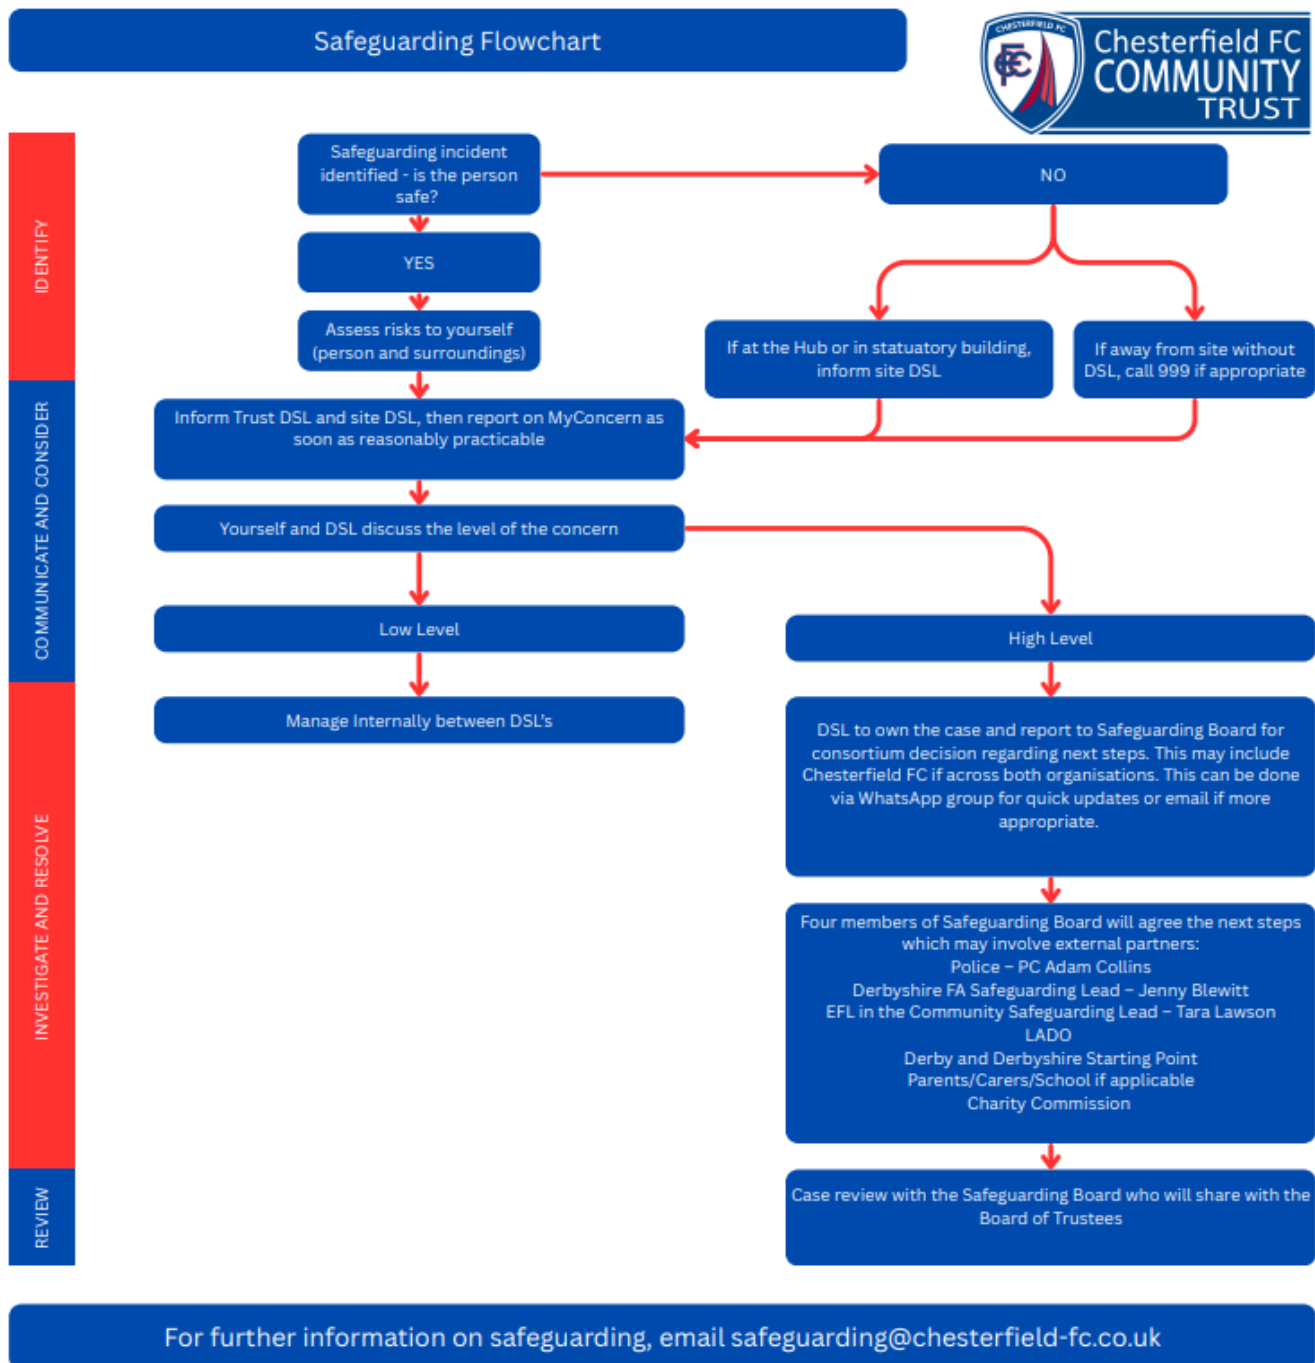 Safeguarding Flowchart
CHESTERFIELD FC
Chesterfield FC
COMMUNITY
TRUST
IDENTIFY
Safeguarding incident
identified - is the person
safe?
NO
YES
Assess risks to yourself
(person and surroundings)
If at the Hub or in statuatory building,
inform site DSL
If away from site without
DSL, call 999 if appropriate
COMMUNICATE AND CONSIDER
Inform Trust DSL and site DSL, then report on MyConcern as
soon as reasonably practicable
Yourself and DSL discuss the level of the concern
Low Level
High Level
INVESTIGATE AND RESOLVE
Manage Internally between DSL's
DSL to own the case and report to Safeguarding Board for
consortium decision regarding next steps. This may include
Chesterfield FC if across both organisations. This can be done
via WhatsApp group for quick updates or email if more
appropriate.
Four members of Safeguarding Board will agree the next steps
which may involve external partners:
Police – PC Adam Collins
Derbyshire FA Safeguarding Lead – Jenny Blewitt
EFL in the Community Safeguarding Lead – Tara Lawson
LADO
Derby and Derbyshire Starting Point
Parents/Carers/School if applicable
Charity Commission
REVIEW
Case review with the Safeguarding Board who will share with the
Board of Trustees
For further information on safeguarding, email safeguarding@chesterfield-fc.co.uk